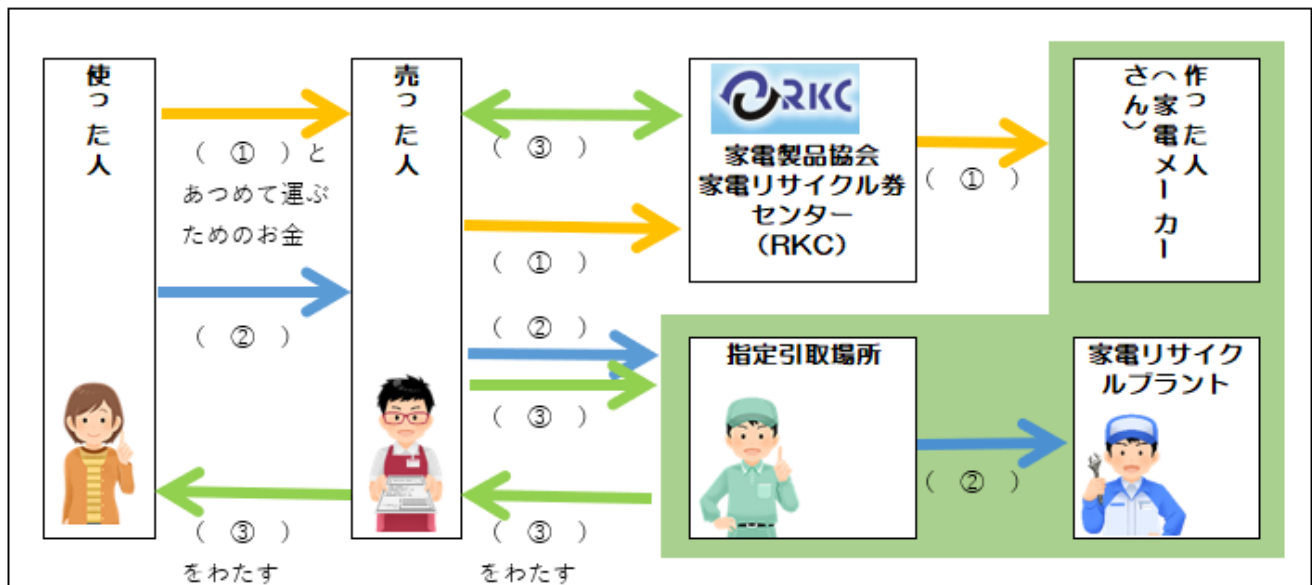 使った人
（ ① ）と
あつめて運ぶ
ためのお金
（ ② ）
（ ③ ）
をわたす
売った人
（ ③ ）
（ ① ）
（ ② ）
（ ③ ）
（ ③ ）
をわたす
RKC
家電製品協会
家電リサイクル券
センター
（RKC）
（ ① ）
作った人
（家電メーカー
さん）
指定引取場所
（ ② ）
家電リサイク
ルプラント